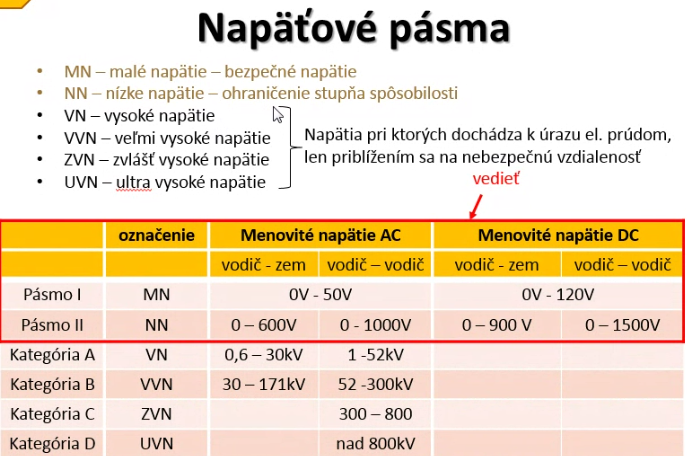 Napäťové pásma
• MN – malé napätie – bezpečné napätie
• NN – nízke napätie – ohraničenie stupňa spôsobilosti
• VN – vysoké napätie
• VVN – veľmi vysoké napätie
• ZVN – zvlášť vysoké napätie
• UVN – ultra vysoké napätie
Napätia pri ktorých dochádza k úrazu el. prúdom,
len priblížením sa na nebezpečnú vzdialenosť
vedieť
označenie Menovité napätie AC Menovité napätie DC
vodič - zem vodič – vodič vodič - zem vodič – vodič
Pásmo I MN 0V - 50V 0V - 120V
Pásmo II NN 0 – 600V 0 - 1000V 0 – 900 V 0 – 1500V
Kategória A VN 0,6 – 30kV 1 -52kV
Kategória B VVN 30 – 171kV 52 -300kV
Kategória C ZVN 300 – 800
Kategória D UVN nad 800kV